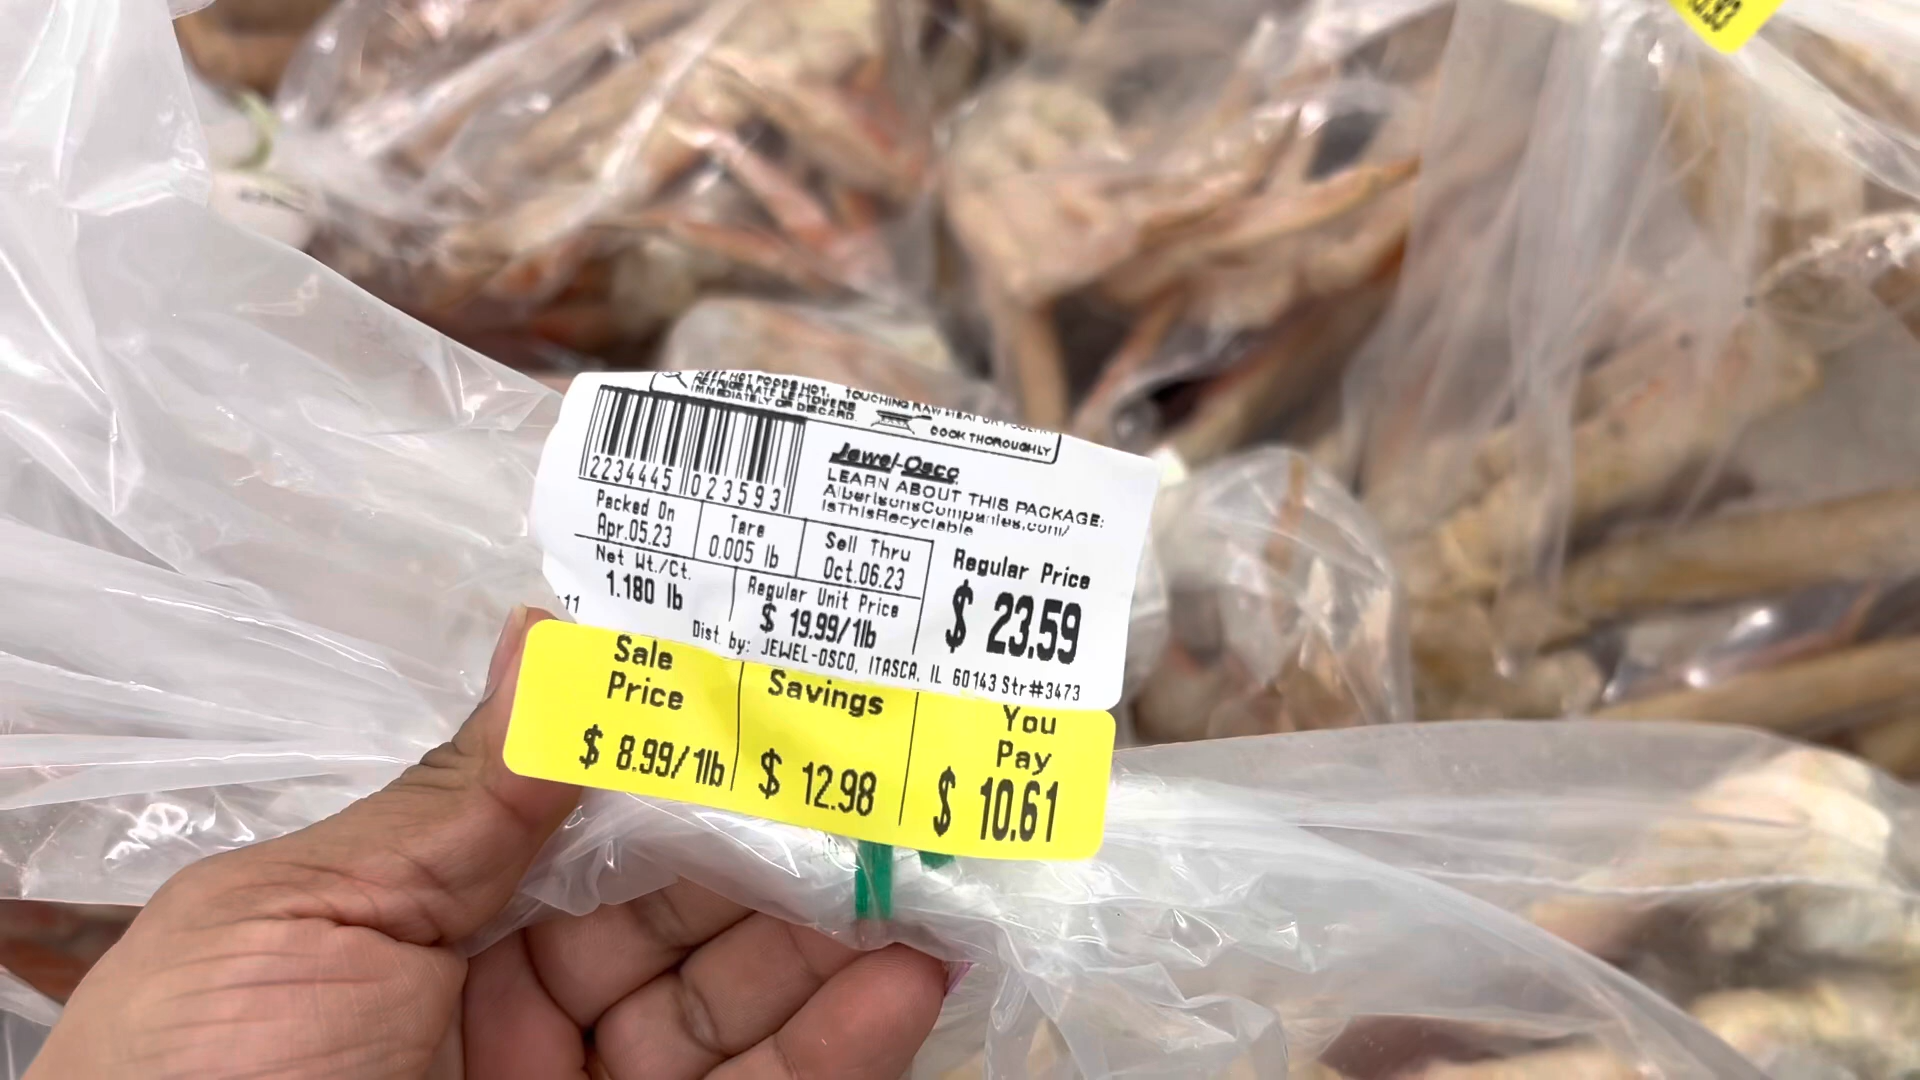 KEEP HOT FOODS HOT.
REFRIGERATE LEFTOVERS
IMMEDIATELY OR DISCARD.
TOUCHING RAW MEAT OR
COOK THOROUGHLY
2234445 023593
Jewel-Osco
LEARN ABOUT THIS PACKAGE:
AlbertsonsCompanies.com/
IsThisRecyclable
Packed On
Apr.05.23
Tare
0.005 lb
Sell Thru
Oct.06.23
Net Wt./Ct.
1.180 lb
Regular Unit Price
$ 19.99/1lb
Regular Price
$ 23.59
11
Dist. by: JEWEL-OSCO, ITASCA, IL 60143 Str#3473
Sale
Price
$ 8.99/1lb
Savings
$ 12.98
You
Pay
$ 10.61